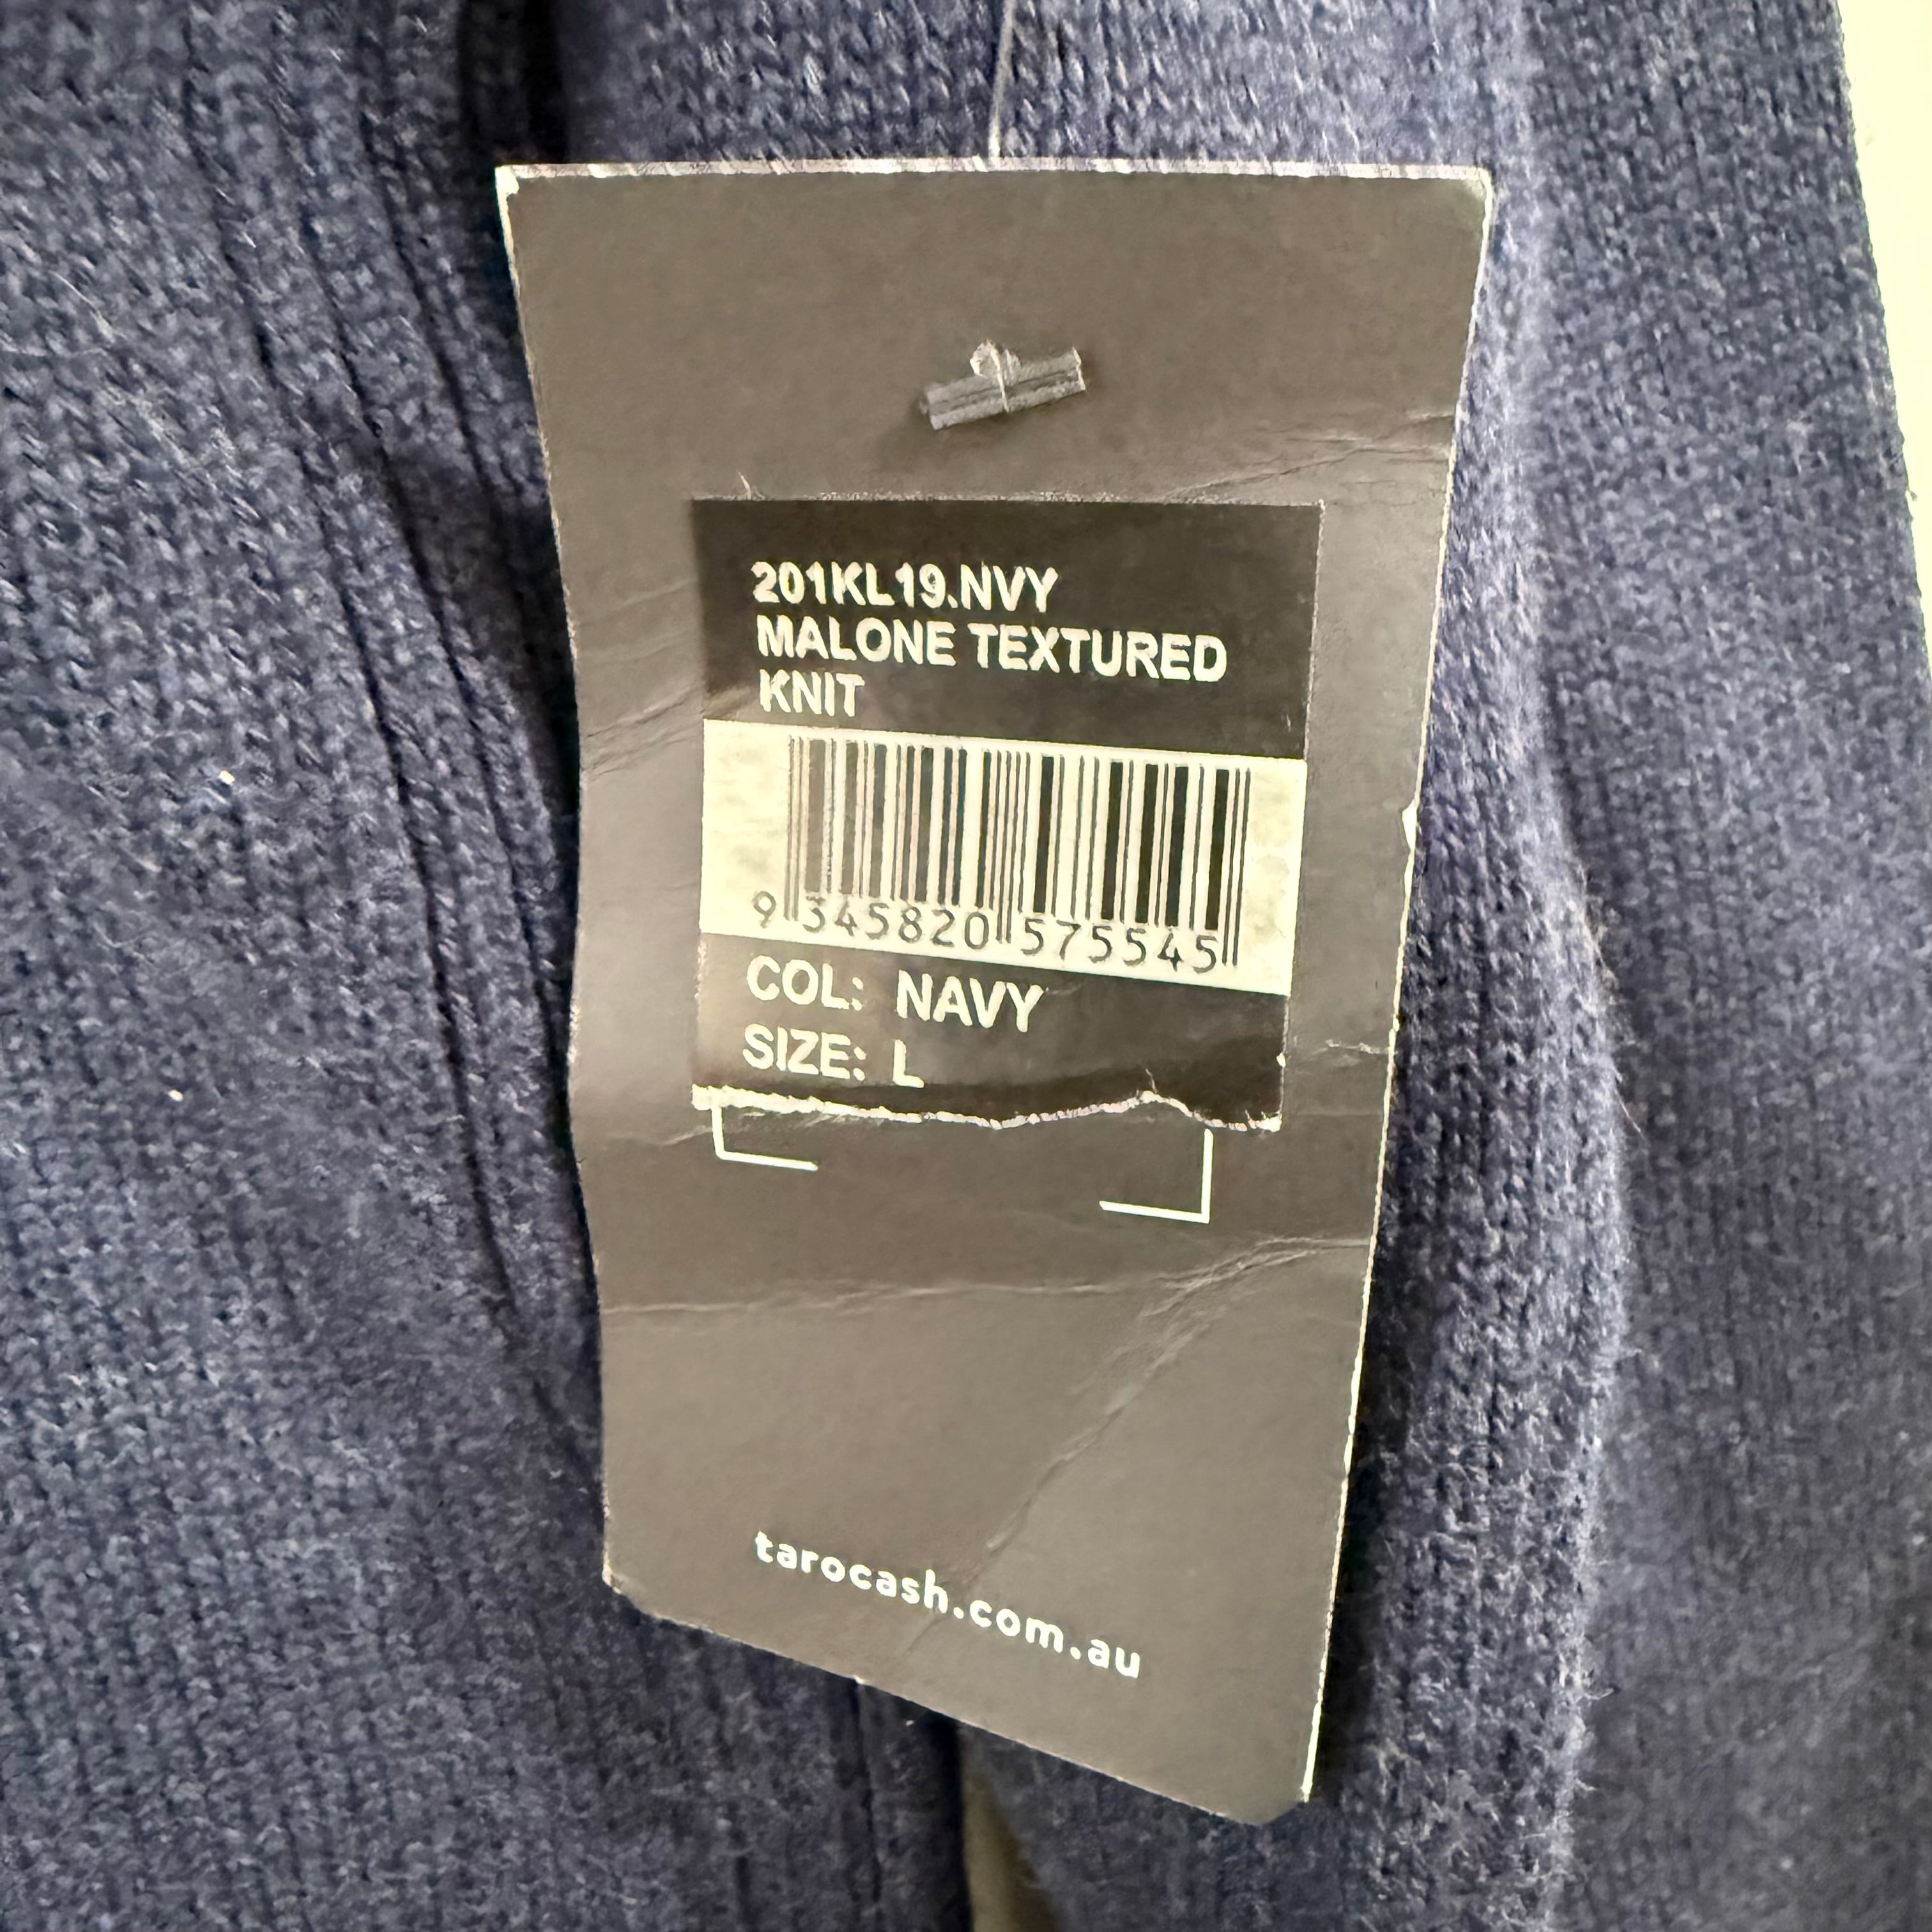 201KL19.NVY
MALONE TEXTURED
KNIT
9 345820 575545
COL: NAVY
SIZE: L
tarocash.com.au